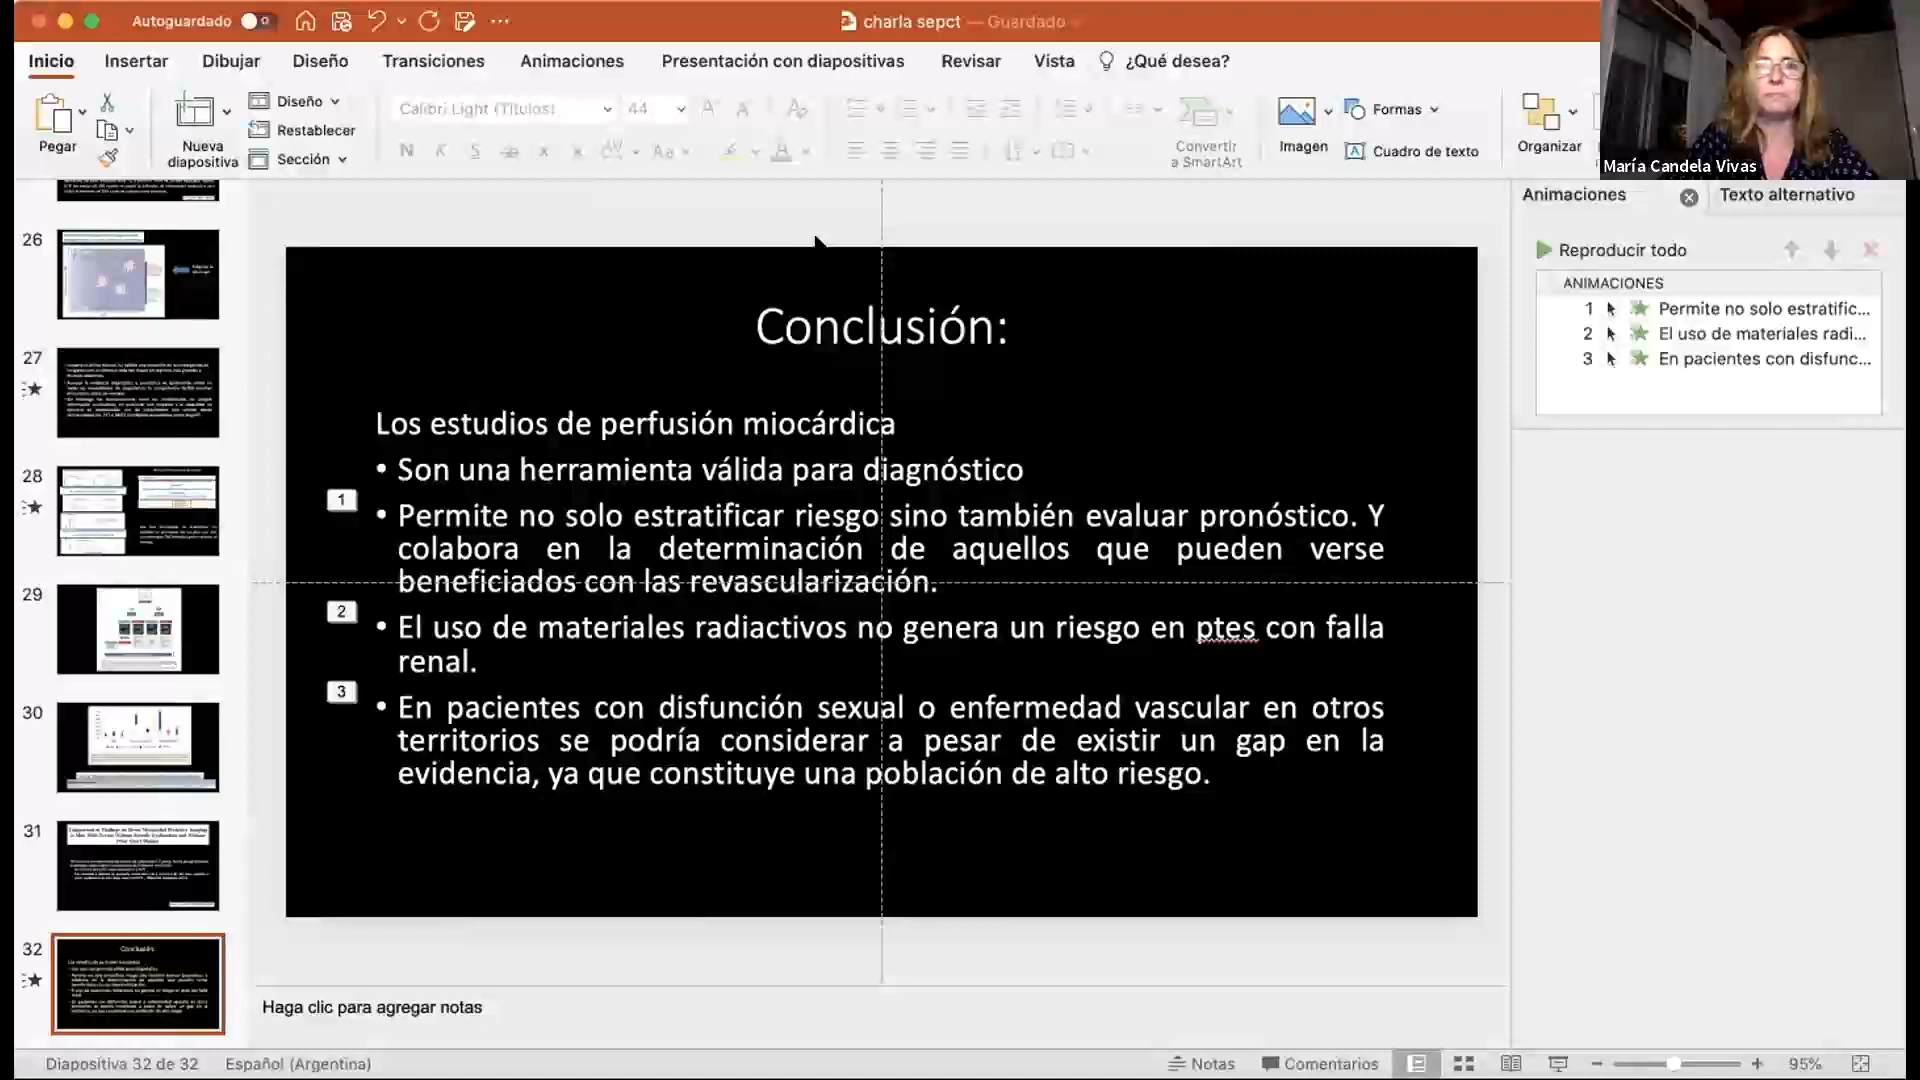 Autoguardado
charla sepct — Guardado
Inicio Insertar Dibujar Diseño Transiciones Animaciones Presentación con diapositivas Revisar Vista ¿Qué desea?
Pegar
Nueva diapositiva
Diseño
Restablecer
Sección
Calibri Light (Títulos) 44
N K S
Convertir a SmartArt
Imagen
Formas
Cuadro de texto
Organizar
María Candela Vivas
Animaciones Texto alternativo
Reproducir todo
ANIMACIONES
1 Permite no solo estratific...
2 El uso de materiales radi...
3 En pacientes con disfunc...
26
27
28
29
30
31
32
Conclusión:
Los estudios de perfusión miocárdica
• Son una herramienta válida para diagnóstico
1
• Permite no solo estratificar riesgo sino también evaluar pronóstico. Y
colabora en la determinación de aquellos que pueden verse
beneficiados con las revascularización.
2
• El uso de materiales radiactivos no genera un riesgo en ptes con falla
renal.
3
• En pacientes con disfunción sexual o enfermedad vascular en otros
territorios se podría considerar a pesar de existir un gap en la
evidencia, ya que constituye una población de alto riesgo.
Haga clic para agregar notas
Diapositiva 32 de 32 Español (Argentina) Notas Comentarios 95%